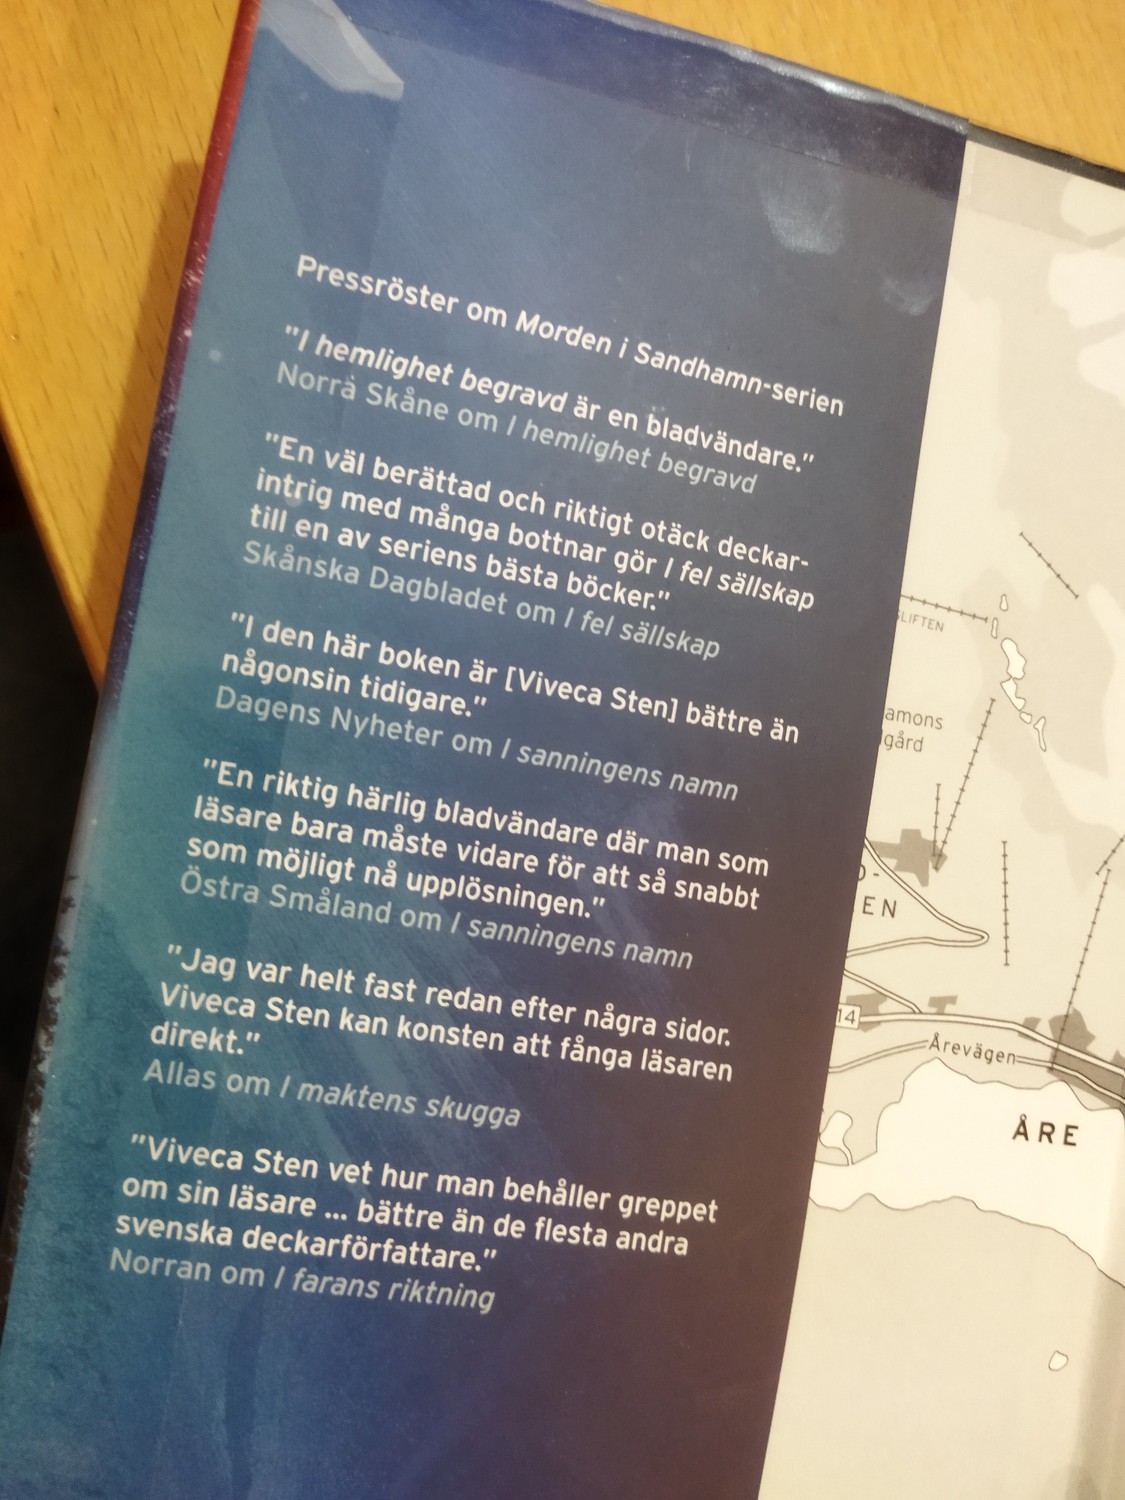 Pressröster om Morden i Sandhamn-serien
"I hemlighet begravd är en bladvändare."
Norra Skåne om I hemlighet begravd
"En väl berättad och riktigt otäck deckar-
intrig med många bottnar gör I fel sällskap
till en av seriens bästa böcker."
Skånska Dagbladet om I fel sällskap
"I den här boken är [Viveca Sten] bättre än
någonsin tidigare."
Dagens Nyheter om I sanningens namn
"En riktig härlig bladvändare där man som
läsare bara måste vidare för att så snabbt
som möjligt nå upplösningen."
Östra Småland om I sanningens namn
"Jag var helt fast redan efter några sidor.
Viveca Sten kan konsten att fånga läsaren
direkt."
Allas om I maktens skugga
"Viveca Sten vet hur man behåller greppet
om sin läsare ... bättre än de flesta andra
svenska deckarförfattare."
Norran om I farans riktning
LIFTEN
amons
gård
EN
14
Årevägen
ÅRE